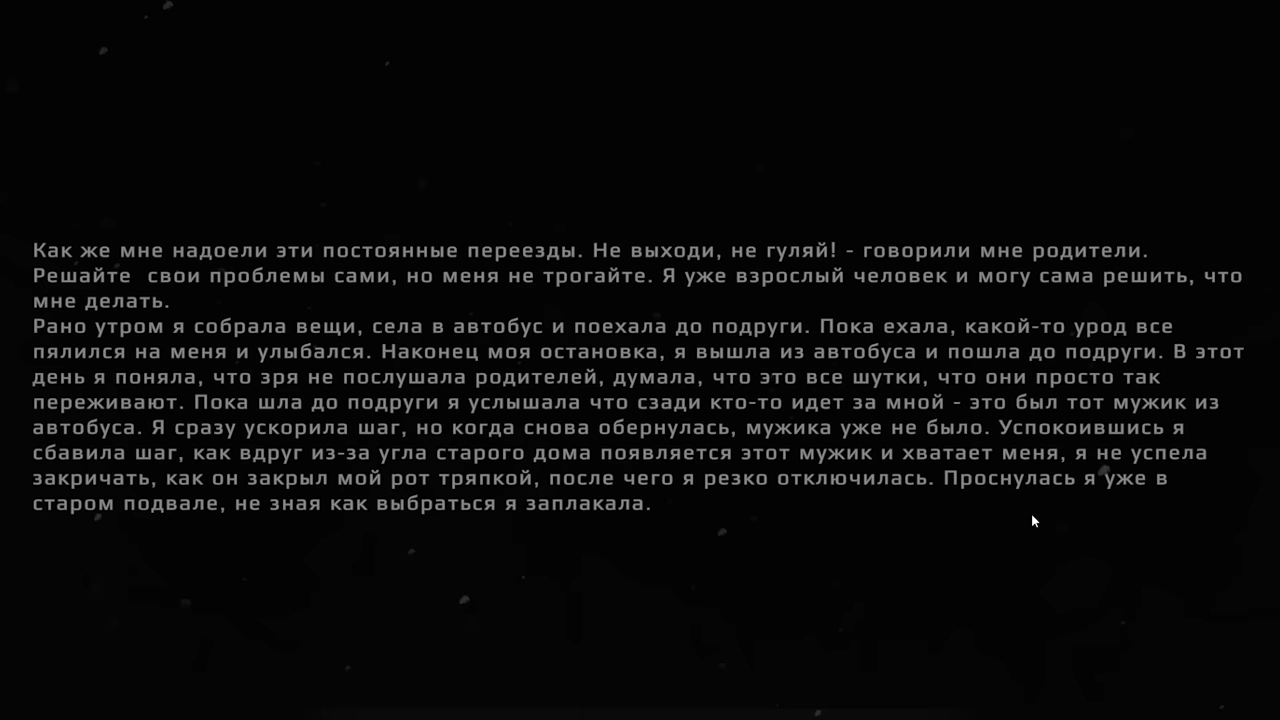 Как же мне надоели эти постоянные переезды. Не выходи, не гуляй! - говорили мне родители.
Решайте  свои проблемы сами, но меня не трогайте. Я уже взрослый человек и могу сама решить, что
мне делать.
Рано утром я собрала вещи, села в автобус и поехала до подруги. Пока ехала, какой-то урод все
пялился на меня и улыбался. Наконец моя остановка, я вышла из автобуса и пошла до подруги. В этот
день я поняла, что зря не послушала родителей, думала, что это все шутки, что они просто так
переживают. Пока шла до подруги я услышала что сзади кто-то идет за мной - это был тот мужик из
автобуса. Я сразу ускорила шаг, но когда снова обернулась, мужика уже не было. Успокоившись я
сбавила шаг, как вдруг из-за угла старого дома появляется этот мужик и хватает меня, я не успела
закричать, как он закрыл мой рот тряпкой, после чего я резко отключилась. Проснулась я уже в
старом подвале, не зная как выбраться я заплакала.